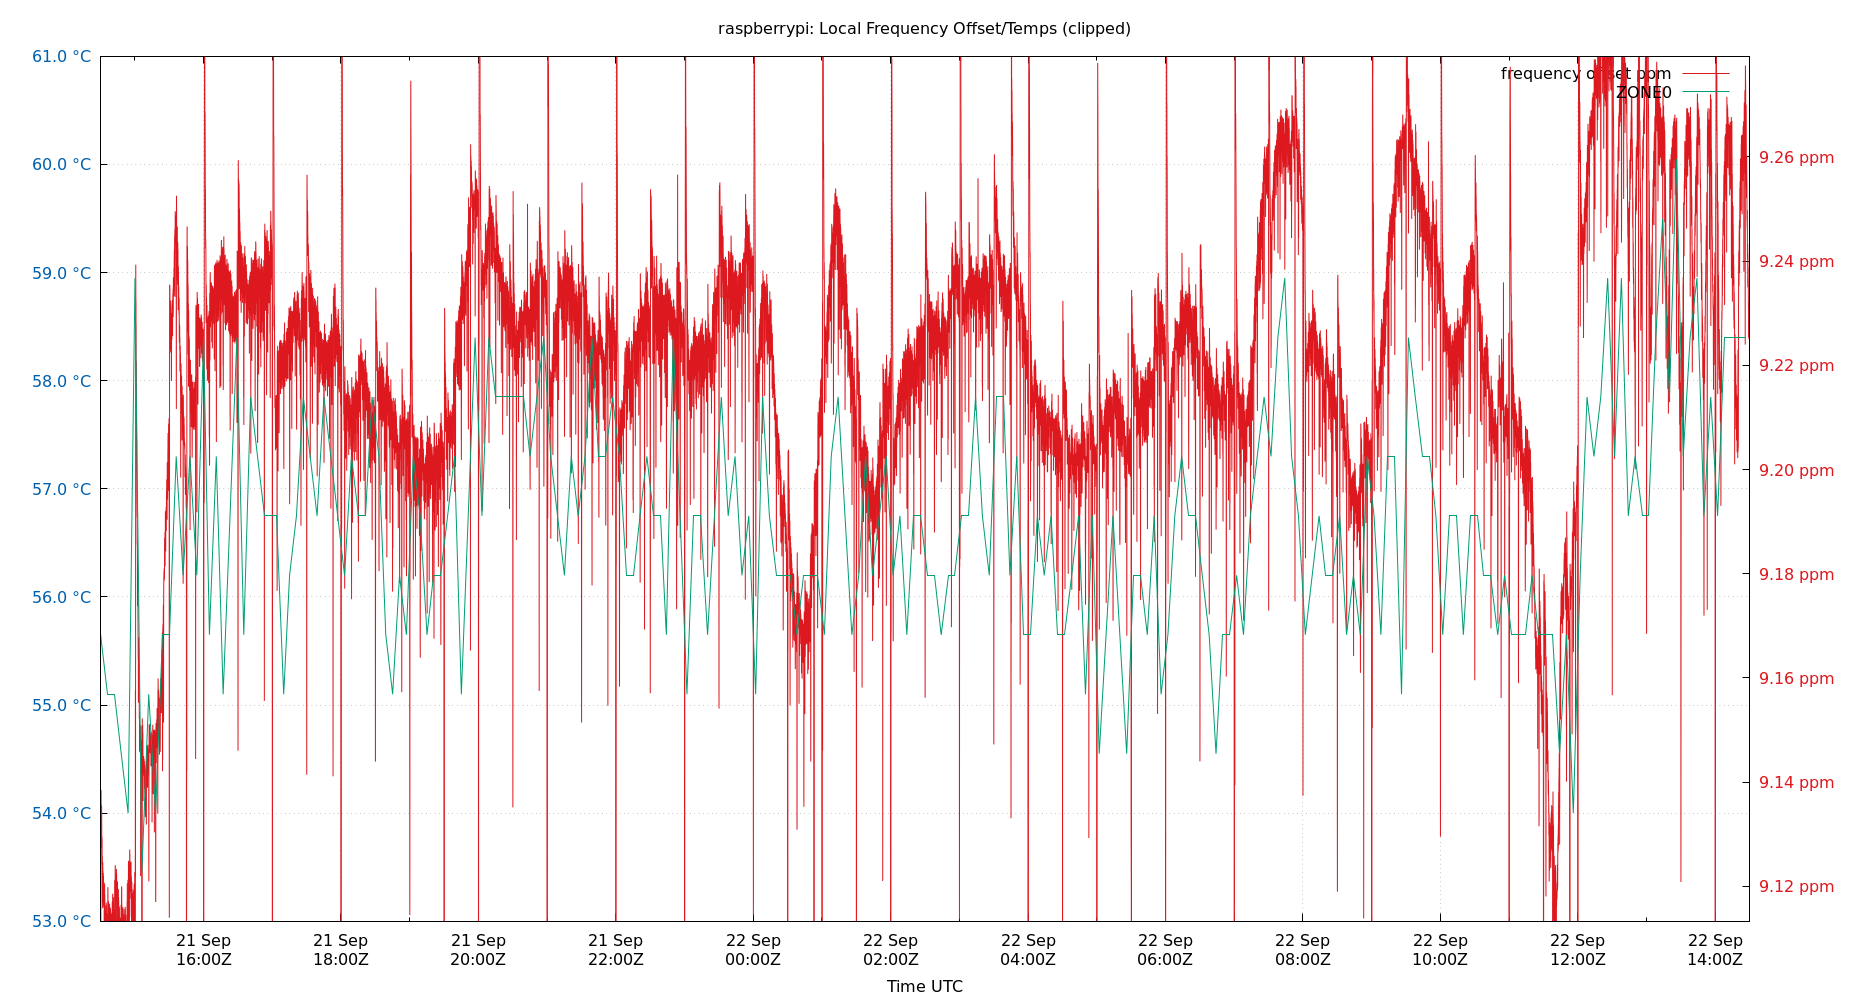 raspberrypi: Local Frequency Offset/Temps (clipped)
61.0 °C
60.0 °C
59.0 °C
58.0 °C
57.0 °C
56.0 °C
55.0 °C
54.0 °C
53.0 °C
frequency offset ppm
ZONE0
9.26 ppm
9.24 ppm
9.22 ppm
9.20 ppm
9.18 ppm
9.16 ppm
9.14 ppm
9.12 ppm
21 Sep 21 Sep 21 Sep 21 Sep 22 Sep 22 Sep 22 Sep 22 Sep 22 Sep 22 Sep 22 Sep 22 Sep
16:00Z 18:00Z 20:00Z 22:00Z 00:00Z 02:00Z 04:00Z 06:00Z 08:00Z 10:00Z 12:00Z 14:00Z
Time UTC